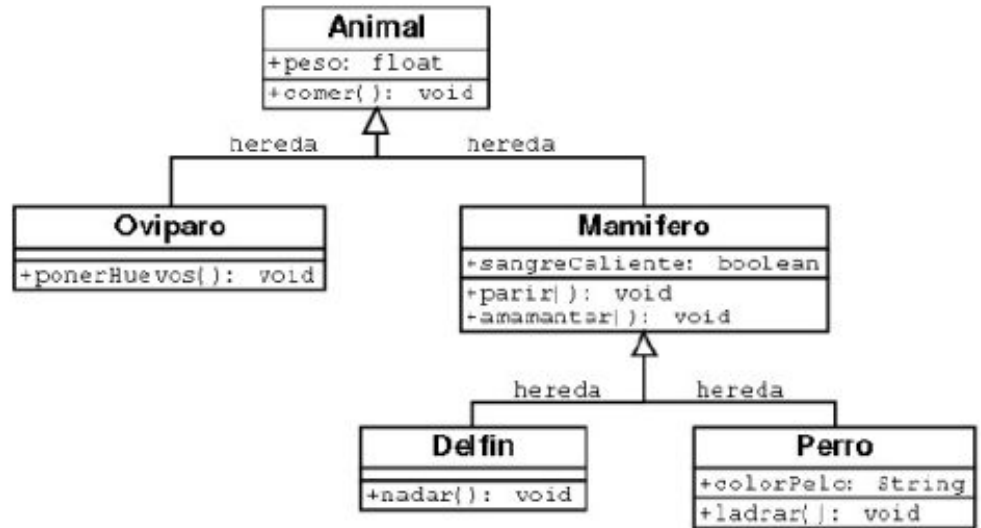 Animal
+peso: float
+comer(): void
hereda
hereda
Oviparo
+ponerHuevos(): void
Mamifero
+sangreCaliente: boolean
+parir(): void
+amamantar(): void
hereda
hereda
Delfin
+nadar(): void
Perro
+colorPelo: String
+ladrar(): void